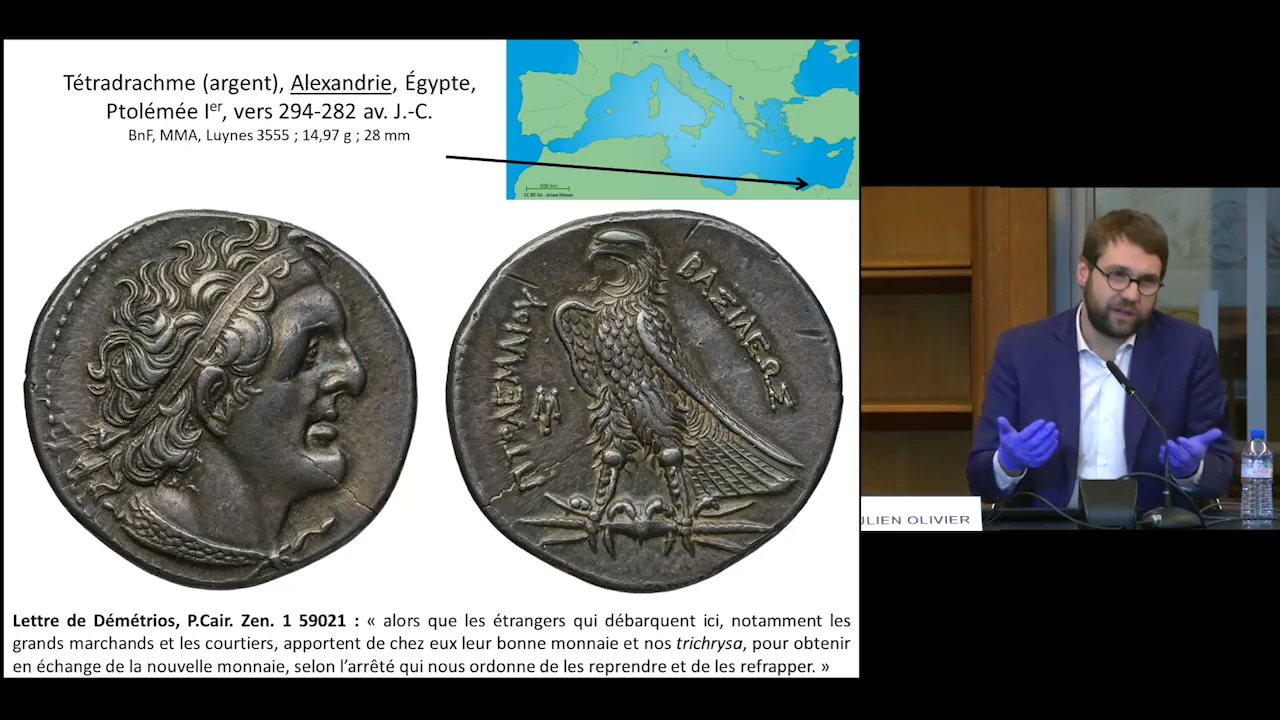 Tétradrachme (argent), Alexandrie, Égypte,
Ptolémée Ier, vers 294-282 av. J.-C.
BnF, MMA, Luynes 3555 ; 14,97 g ; 28 mm
500 km
ΠΤΟΛΕΜΑΙΟΥ
ΒΑΣΙΛΕΩΣ
ULIEN OLIVIER
Lettre de Démétrios, P.Cair. Zen. 1 59021 : « alors que les étrangers qui débarquent ici, notamment les
grands marchands et les courtiers, apportent de chez eux leur bonne monnaie et nos trichrysa, pour obtenir
en échange de la nouvelle monnaie, selon l’arrêté qui nous ordonne de les reprendre et de les refrapper. »